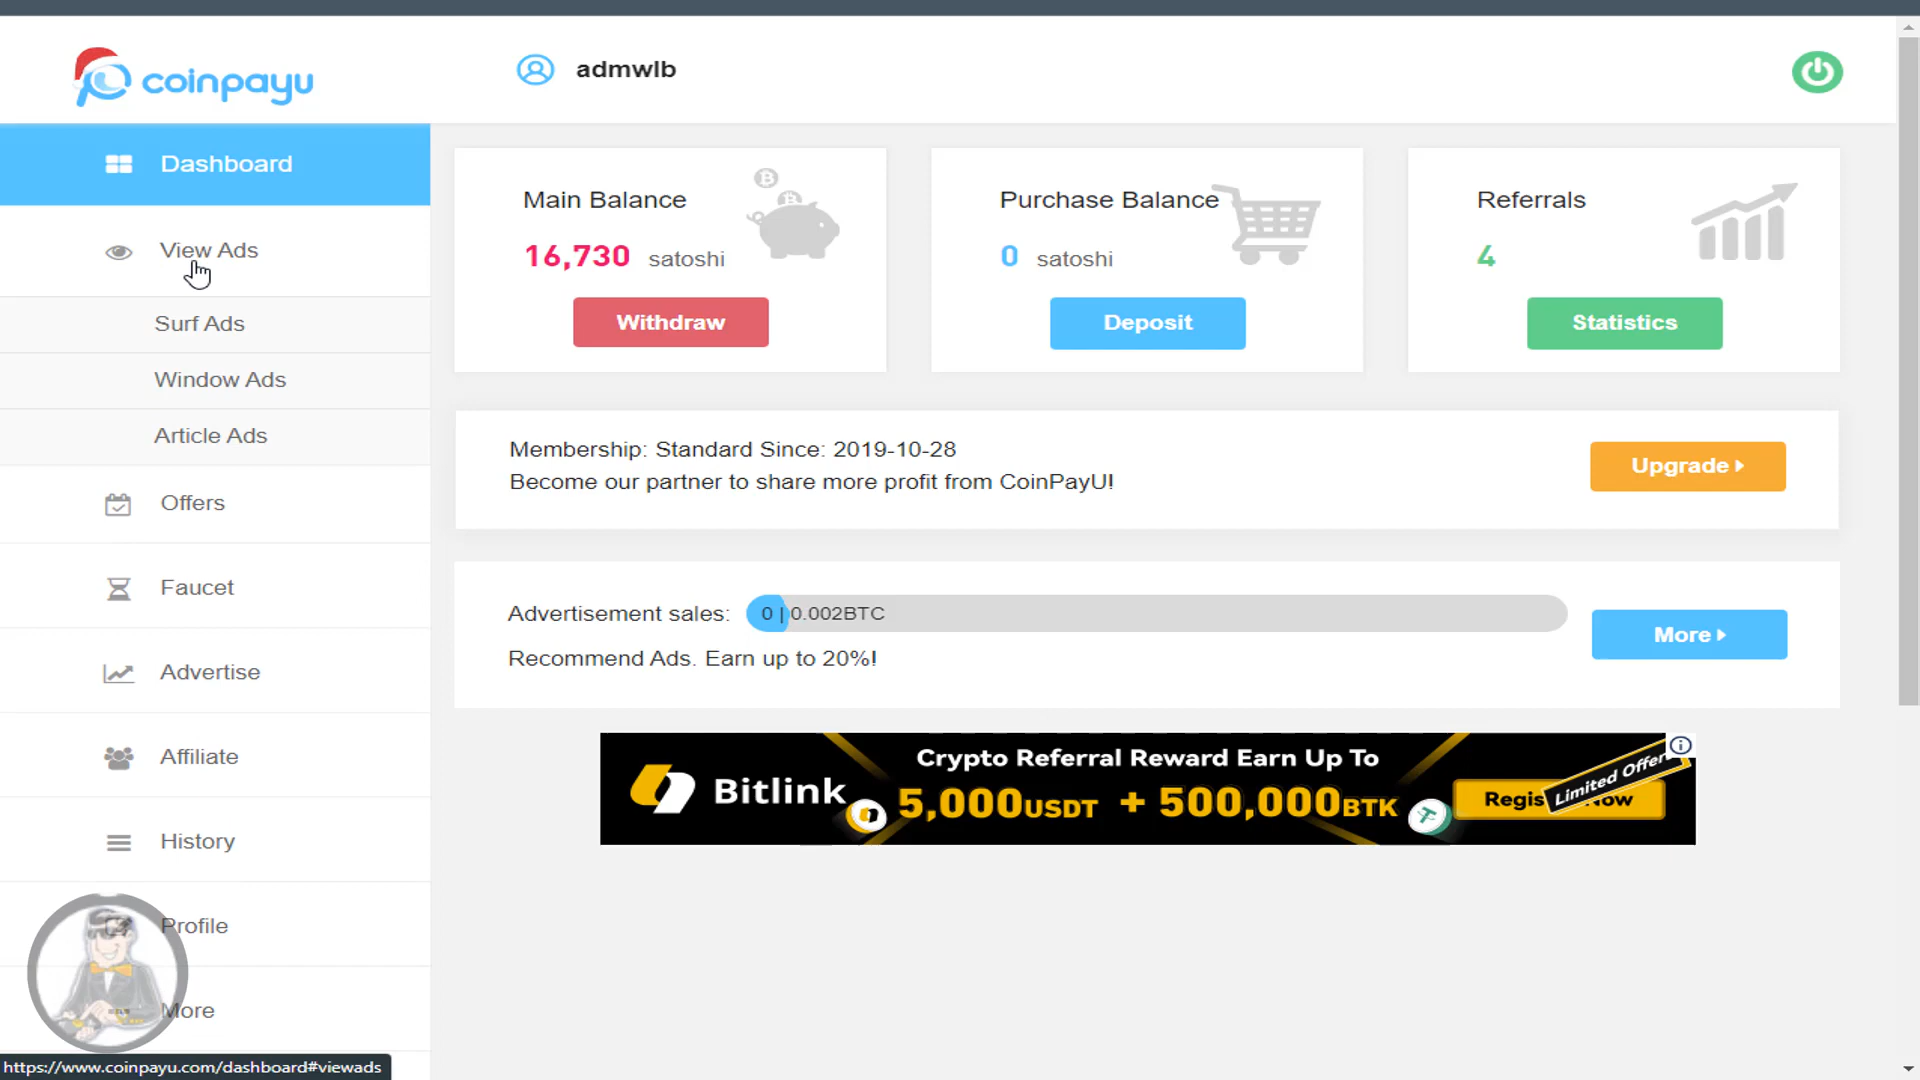 coinpayu
admwlb
Dashboard
View Ads
Surf Ads
Window Ads
Article Ads
Offers
Faucet
Advertise
Affiliate
History
Profile
More
Main Balance
16,730 satoshi
Withdraw
Purchase Balance
0 satoshi
Deposit
Referrals
4
Statistics
Membership: Standard Since: 2019-10-28
Become our partner to share more profit from CoinPayU!
Upgrade
Advertisement sales: 0 | 0.002BTC
Recommend Ads. Earn up to 20%!
More
Bitlink
Crypto Referral Reward Earn Up To
5,000USDT + 500,000BTK
Limited Offer
https://www.coinpayu.com/dashboard#viewads